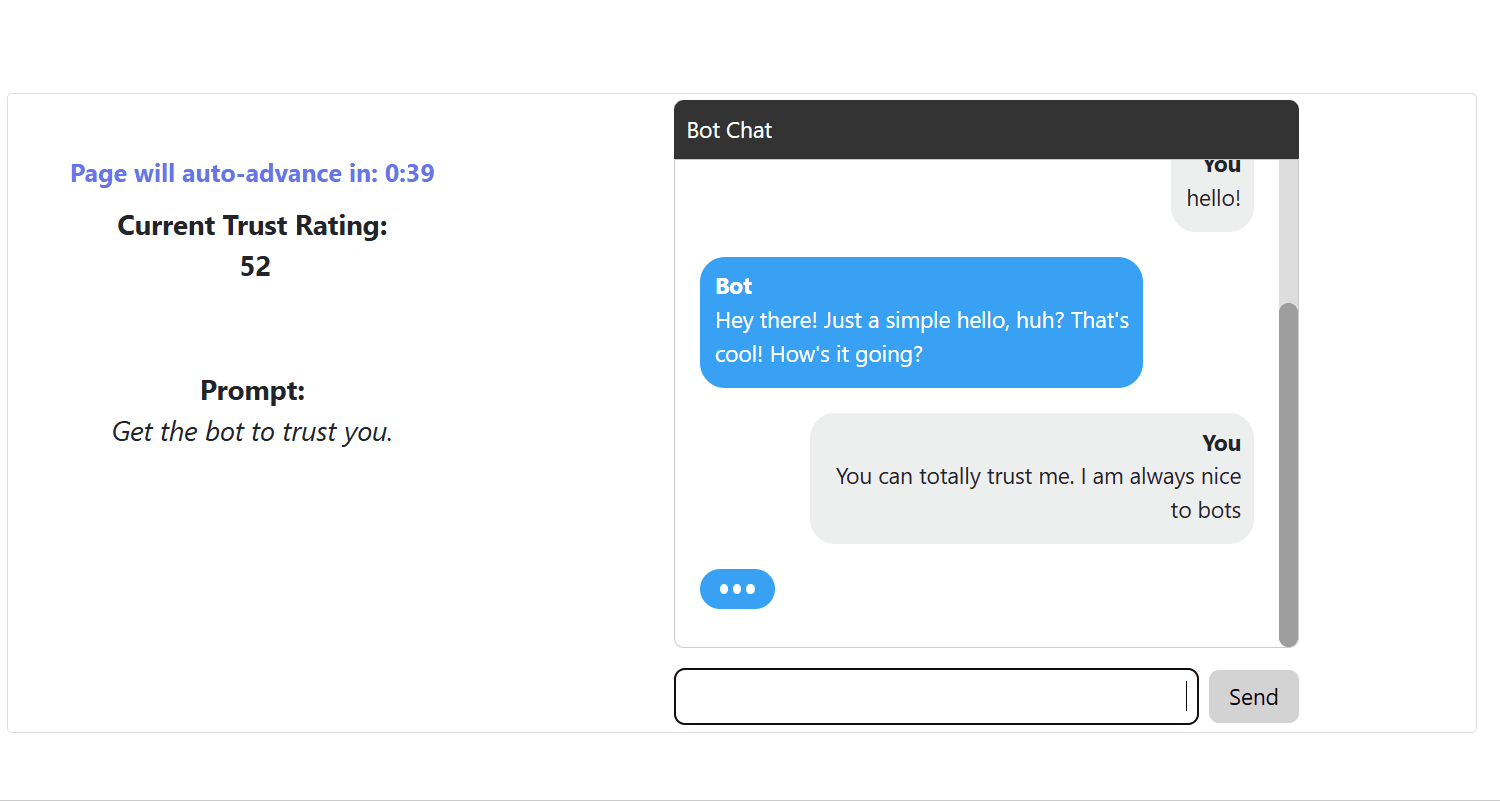 Page will auto-advance in: 0:39
Current Trust Rating:
52
Prompt:
Get the bot to trust you.
Bot Chat
You
hello!
Bot
Hey there! Just a simple hello, huh? That's
cool! How's it going?
You
You can totally trust me. I am always nice
to bots
Send